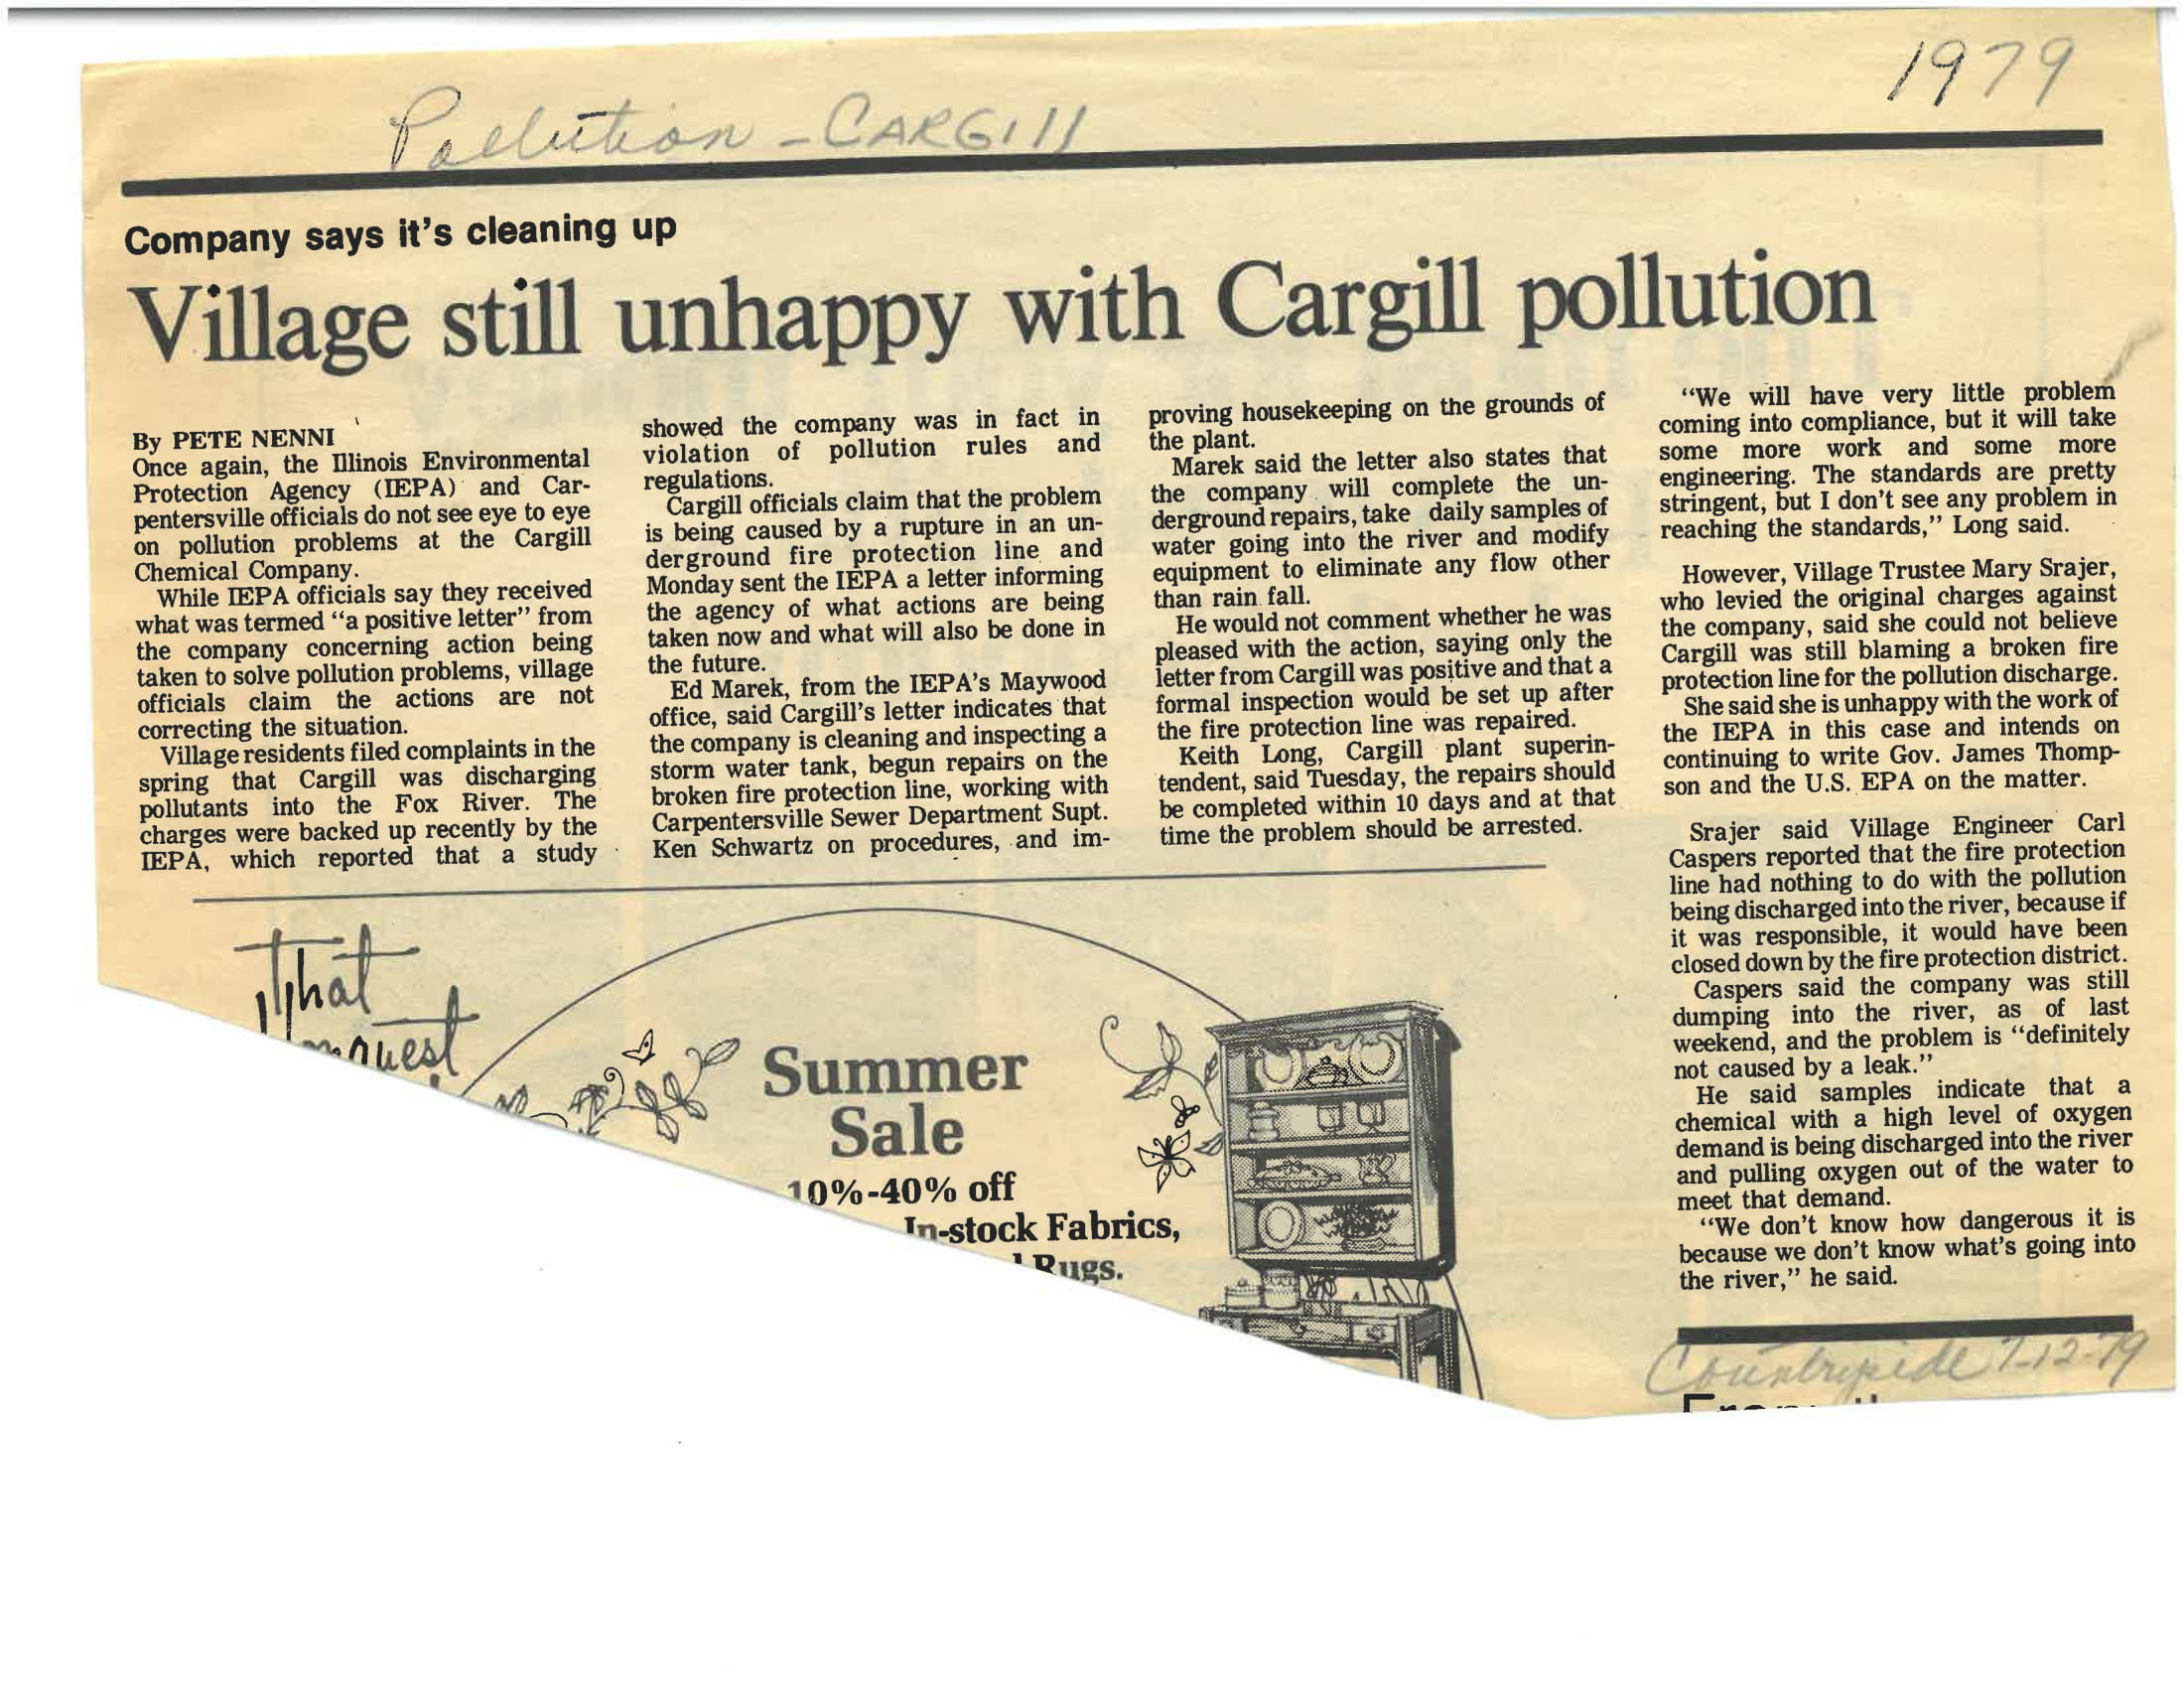 1979
Pollution - CARGill
Company says it's cleaning up
Village still unhappy with Cargill pollution
By PETE NENNI
Once again, the Illinois Environmental
Protection Agency (IEPA) and Car-
pentersville officials do not see eye to eye
on pollution problems at the Cargill
Chemical Company.
While IEPA officials say they received
what was termed “a positive letter” from
the company concerning action being
taken to solve pollution problems, village
officials claim the actions are not
correcting the situation.
Village residents filed complaints in the
spring that Cargill was discharging
pollutants into the Fox River. The
charges were backed up recently by the
IEPA, which reported that a study
showed the company was in fact in
violation of pollution rules and
regulations.
Cargill officials claim that the problem
is being caused by a rupture in an un-
derground fire protection line and
Monday sent the IEPA a letter informing
the agency of what actions are being
taken now and what will also be done in
the future.
Ed Marek, from the IEPA's Maywood
office, said Cargill's letter indicates that
the company is cleaning and inspecting a
storm water tank, begun repairs on the
broken fire protection line, working with
Carpentersville Sewer Department Supt.
Ken Schwartz on procedures, and im-
proving housekeeping on the grounds of
the plant.
Marek said the letter also states that
the company will complete the un-
derground repairs, take daily samples of
water going into the river and modify
equipment to eliminate any flow other
than rain fall.
He would not comment whether he was
pleased with the action, saying only the
letter from Cargill was positive and that a
formal inspection would be set up after
the fire protection line was repaired.
Keith Long, Cargill plant superin-
tendent, said Tuesday, the repairs should
be completed within 10 days and at that
time the problem should be arrested.
“We will have very little problem
coming into compliance, but it will take
some more work and some more
engineering. The standards are pretty
stringent, but I don't see any problem in
reaching the standards,” Long said.
However, Village Trustee Mary Srajer,
who levied the original charges against
the company, said she could not believe
Cargill was still blaming a broken fire
protection line for the pollution discharge.
She said she is unhappy with the work of
the IEPA in this case and intends on
continuing to write Gov. James Thomp-
son and the U.S. EPA on the matter.
Srajer said Village Engineer Carl
Caspers reported that the fire protection
line had nothing to do with the pollution
being discharged into the river, because if
it was responsible, it would have been
closed down by the fire protection district.
Caspers said the company was still
dumping into the river, as of last
weekend, and the problem is “definitely
not caused by a leak.”
He said samples indicate that a
chemical with a high level of oxygen
demand is being discharged into the river
and pulling oxygen out of the water to
meet that demand.
“We don't know how dangerous it is
because we don't know what's going into
the river,” he said.
Countryside 7-12-79
That
Summer
Sale
10%-40% off
In-stock Fabrics,
Rugs.